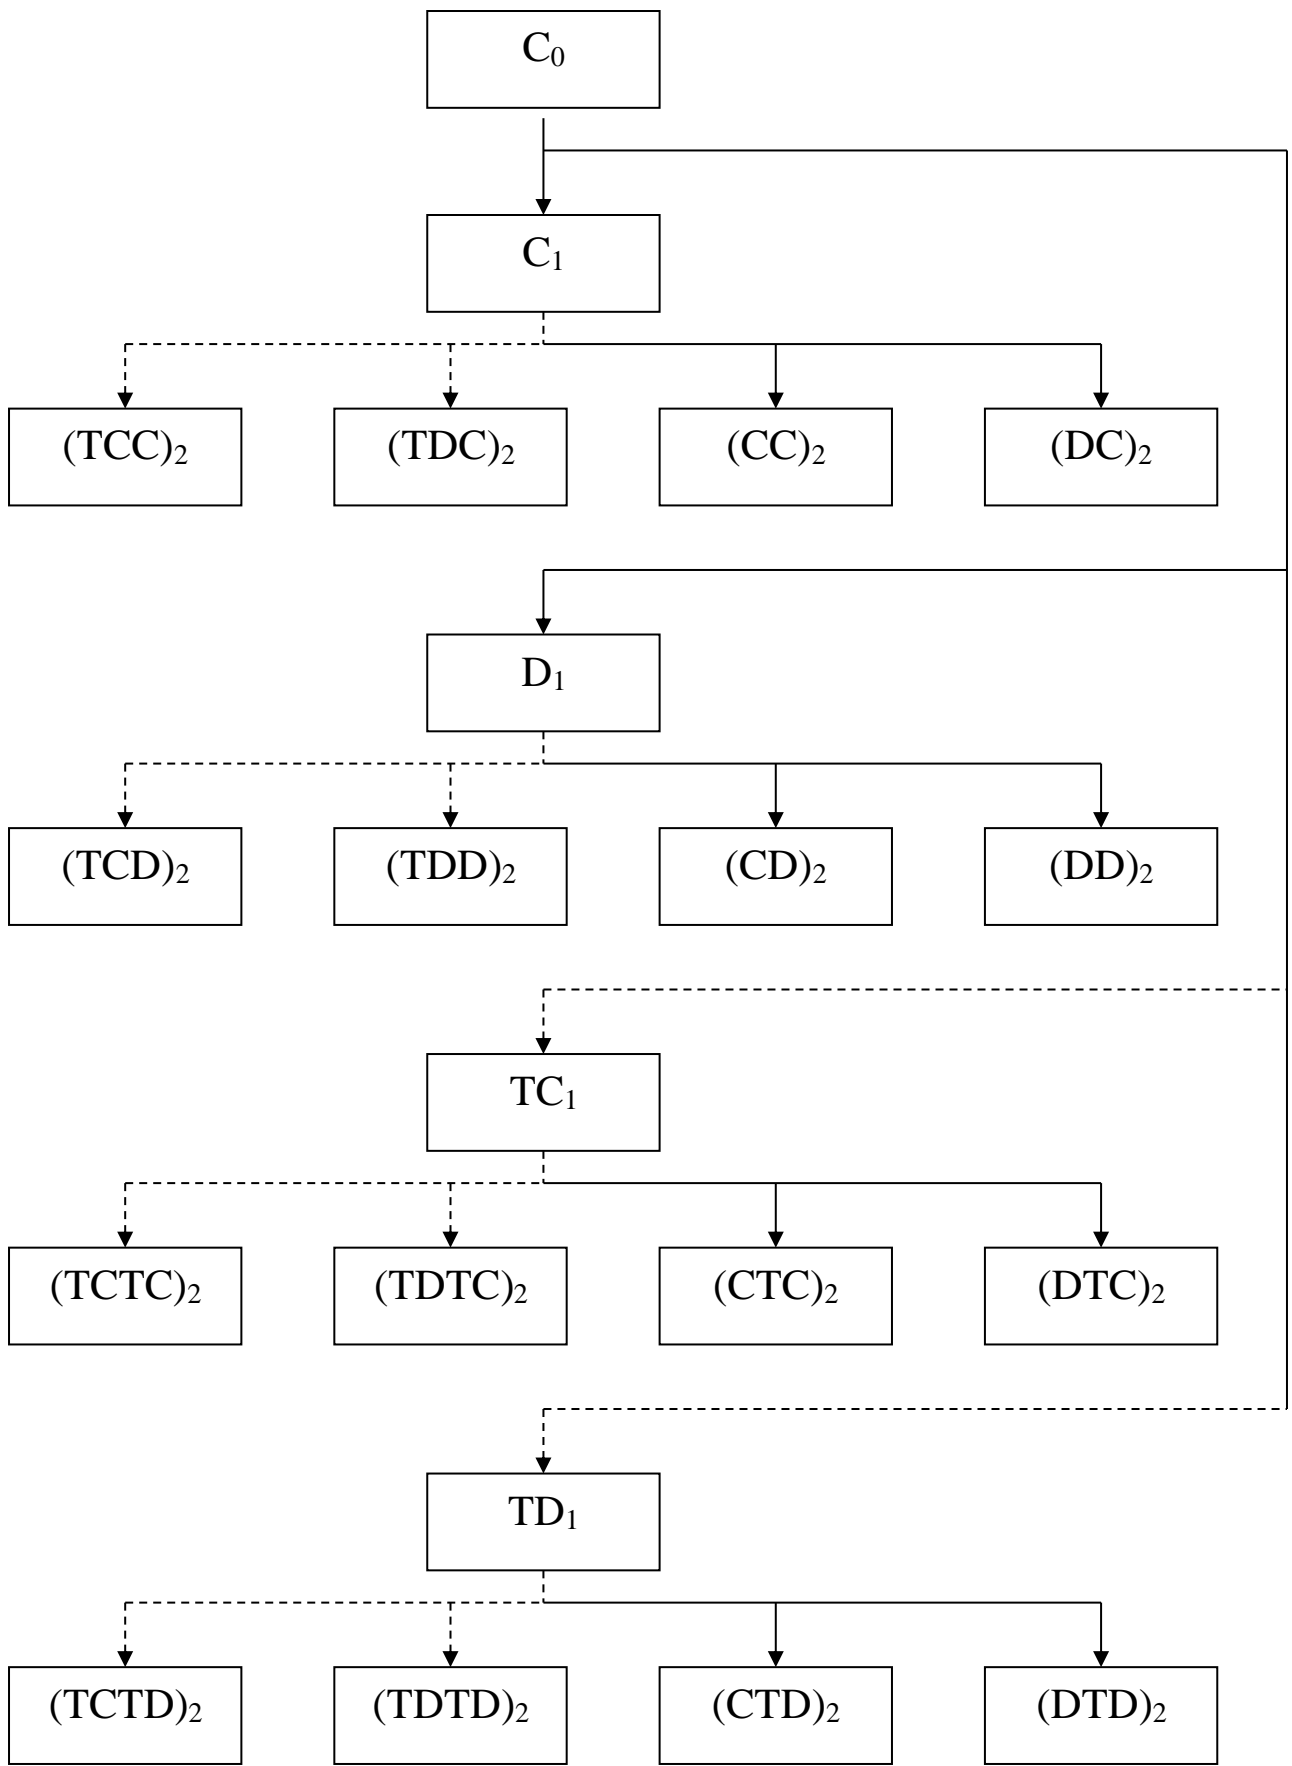 C₀
C₁
(TCC)₂ (TDC)₂ (CC)₂ (DC)₂
D₁
(TCD)₂ (TDD)₂ (CD)₂ (DD)₂
TC₁
(TCTC)₂ (TDTC)₂ (CTC)₂ (DTC)₂
TD₁
(TCTD)₂ (TDTD)₂ (CTD)₂ (DTD)₂